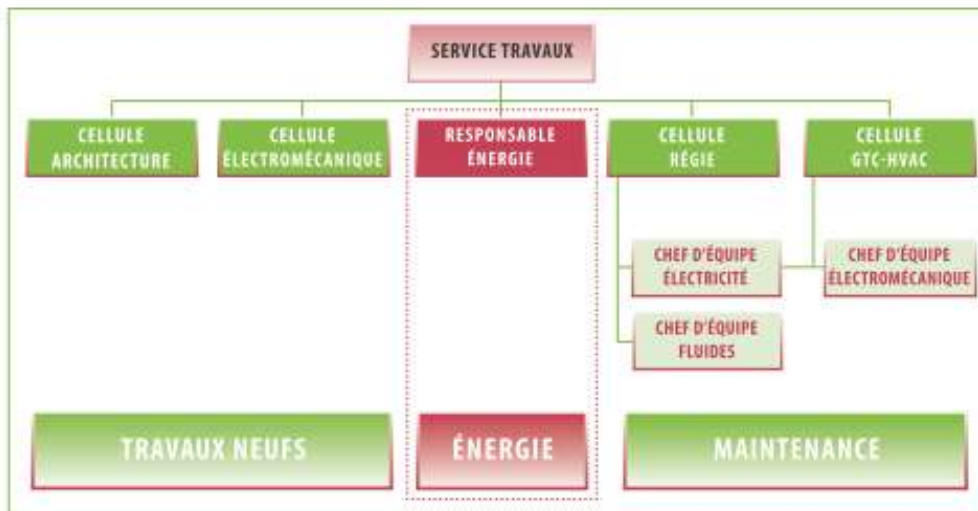 SERVICE TRAVAUX
CELLULE
ARCHITECTURE
CELLULE
ÉLECTROMÉCANIQUE
RESPONSABLE
ÉNERGIE
CELLULE
RÉGIE
CELLULE
GTC-HVAC
CHEF D'ÉQUIPE
ÉLECTRICITÉ
CHEF D'ÉQUIPE
ÉLECTROMÉCANIQUE
CHEF D'ÉQUIPE
FLUIDES
TRAVAUX NEUFS
ÉNERGIE
MAINTENANCE